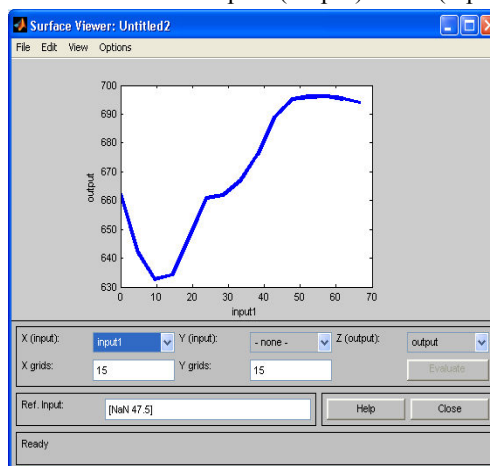 Surface Viewer: Untitled2
File Edit View Options
700
690
680
670
660
650
640
630
output
0 10 20 30 40 50 60 70
input1
X (input): input1 Y (input): - none - Z (output): output
X grids: 15 Y grids: 15 Evaluate
Ref. Input: [NaN 47.5] Help Close
Ready